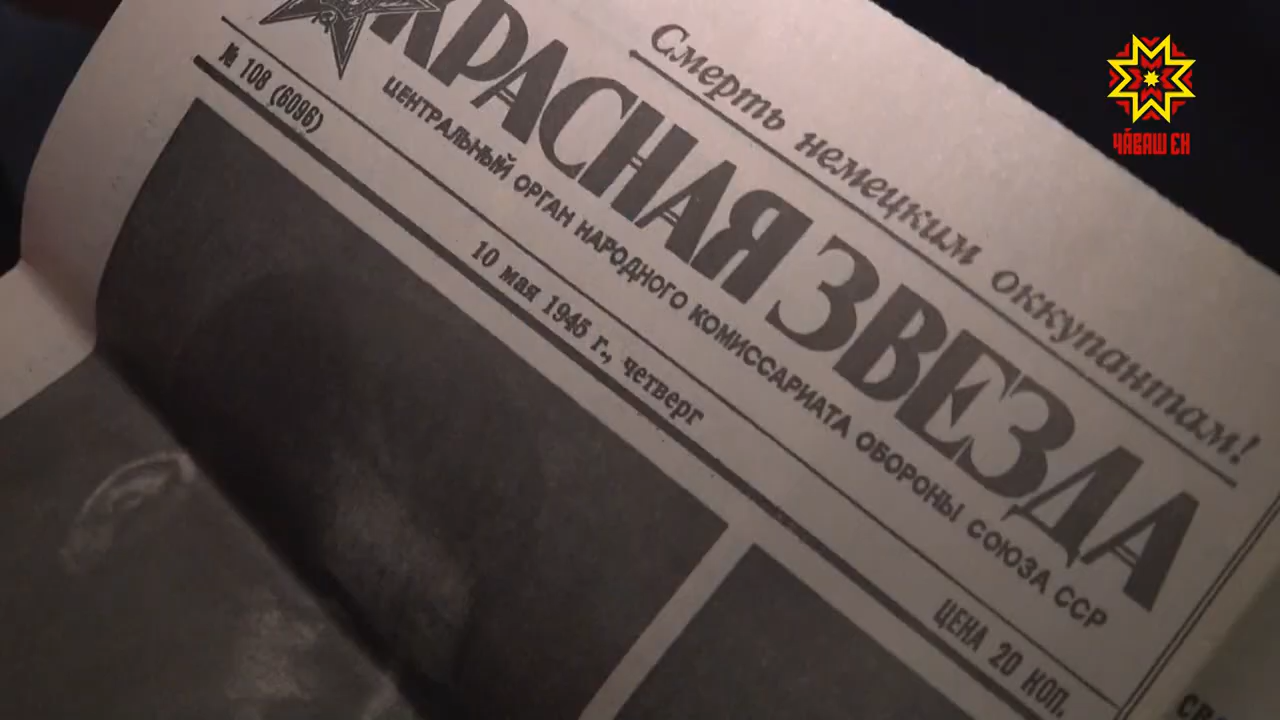 Смерть немецким оккупантам!
КРАСНАЯ ЗВЕЗДА
ЦЕНТРАЛЬНЫЙ ОРГАН НАРОДНОГО КОМИССАРИАТА ОБОРОНЫ СОЮЗА ССР
№ 108 (6096)
10 мая 1945 г., четверг
ЦЕНА 20 КОП.
ЧӐВАШ ЕН